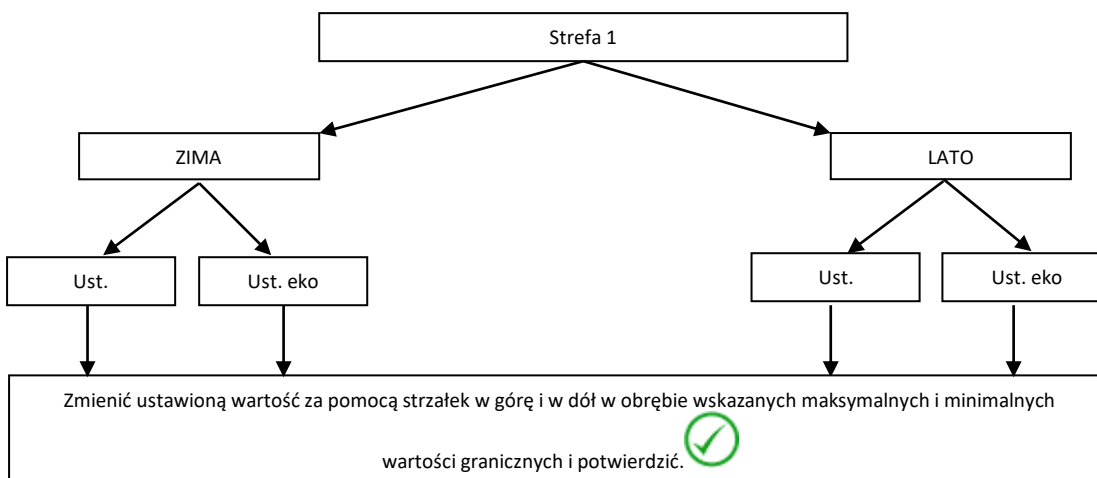 Strefa 1
ZIMA
LATO
Ust.
Ust. eko
Ust.
Ust. eko
Zmienić ustawioną wartość za pomocą strzałek w górę i w dół w obrębie wskazanych maksymalnych i minimalnych
wartości granicznych i potwierdzić.